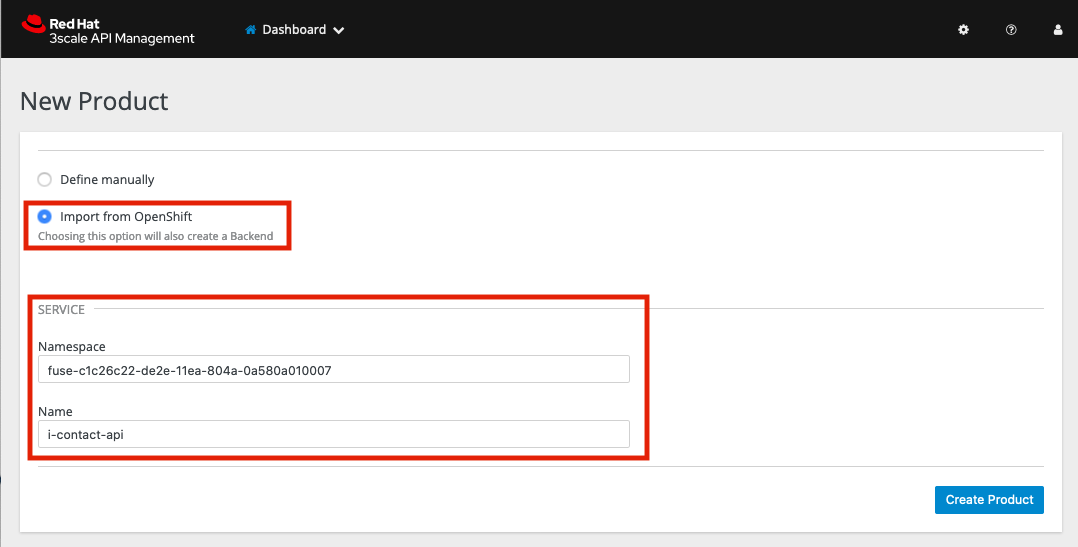 Red Hat
3scale API Management
Dashboard
New Product
Define manually
Import from OpenShift
Choosing this option will also create a Backend
SERVICE
Namespace
fuse-c1c26c22-de2e-11ea-804a-0a580a010007
Name
i-contact-api
Create Product